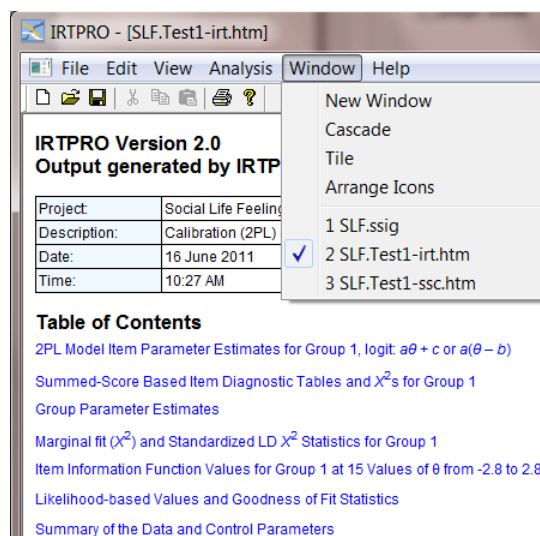 IRTPRO - [SLF.Test1-irt.htm]
File Edit View Analysis Window Help
New Window
Cascade
Tile
Arrange Icons
1 SLF.ssig
2 SLF.Test1-irt.htm
3 SLF.Test1-ssc.htm
IRTPRO Version 2.0
Output generated by IRTP
Project: Social Life Feeling
Description: Calibration (2PL)
Date: 16 June 2011
Time: 10:27 AM
Table of Contents
2PL Model Item Parameter Estimates for Group 1, logit: aθ + c or a(θ – b)
Summed-Score Based Item Diagnostic Tables and X²s for Group 1
Group Parameter Estimates
Marginal fit (X²) and Standardized LD X² Statistics for Group 1
Item Information Function Values for Group 1 at 15 Values of θ from -2.8 to 2.8
Likelihood-based Values and Goodness of Fit Statistics
Summary of the Data and Control Parameters